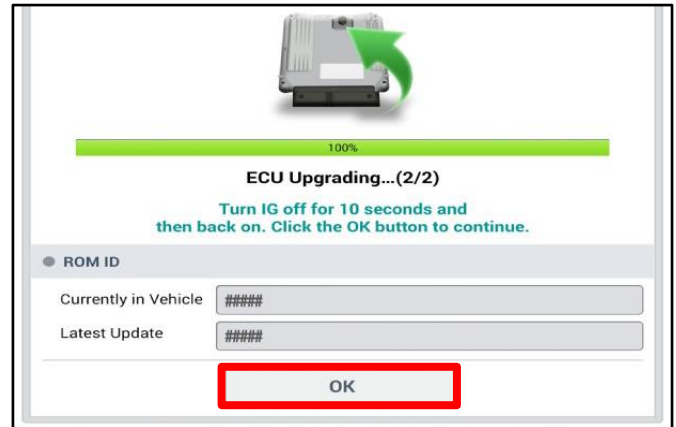 100%
ECU Upgrading...(2/2)
Turn IG off for 10 seconds and
then back on. Click the OK button to continue.
ROM ID
Currently in Vehicle #####
Latest Update #####
OK